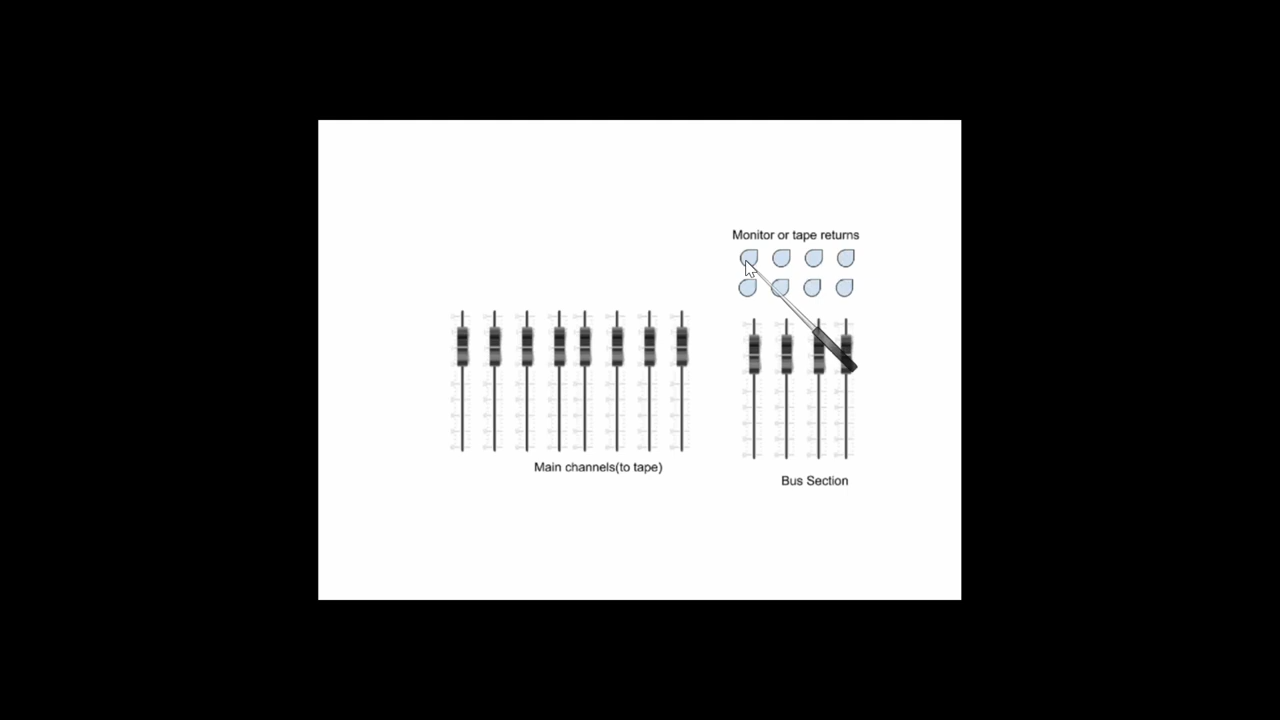 Monitor or tape returns
Main channels(to tape)
Bus Section